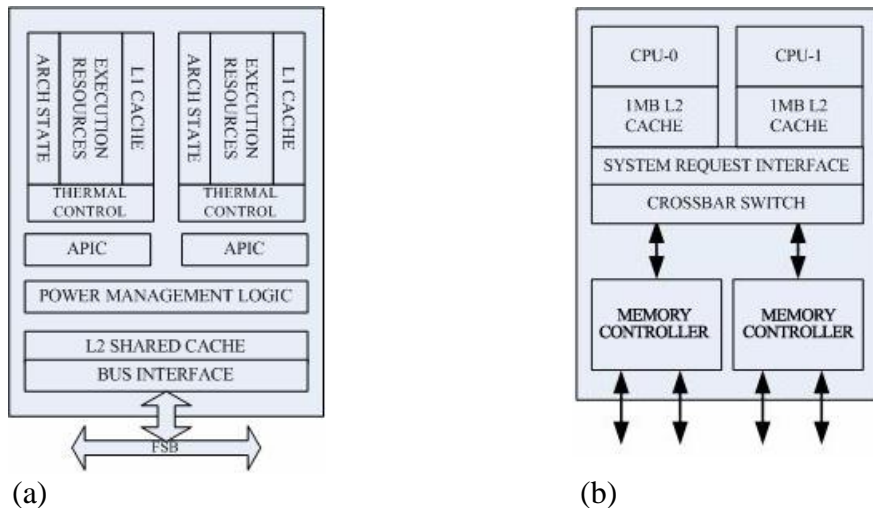 ARCH STATE
EXECUTION
RESOURCES
L1 CACHE
ARCH STATE
EXECUTION
RESOURCES
L1 CACHE
THERMAL
CONTROL
THERMAL
CONTROL
APIC
APIC
POWER MANAGEMENT LOGIC
L2 SHARED CACHE
BUS INTERFACE
FSB
(a)
CPU-0
CPU-1
1MB L2
CACHE
1MB L2
CACHE
SYSTEM REQUEST INTERFACE
CROSSBAR SWITCH
MEMORY
CONTROLLER
MEMORY
CONTROLLER
(b)